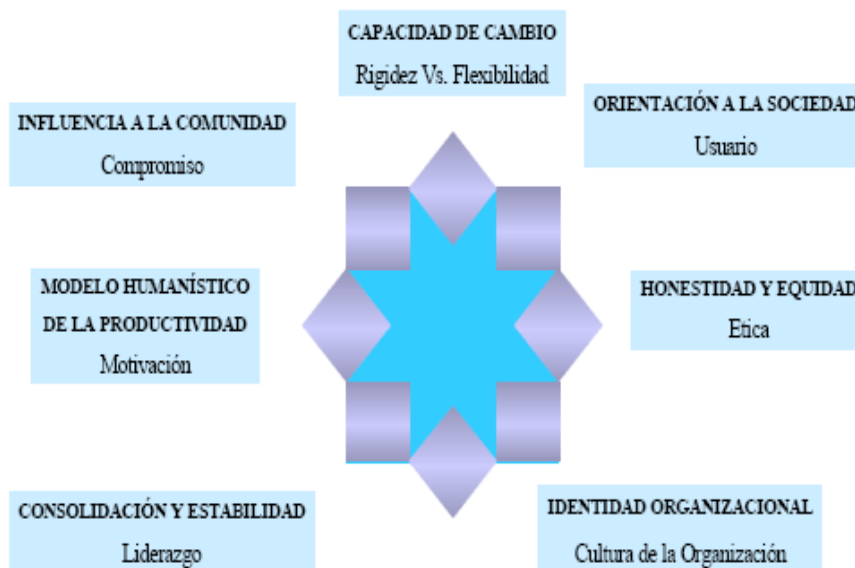 CAPACIDAD DE CAMBIO
Rigidez Vs. Flexibilidad
ORIENTACIÓN A LA SOCIEDAD
Usuario
INFLUENCIA A LA COMUNIDAD
Compromiso
MODELO HUMANÍSTICO
DE LA PRODUCTIVIDAD
Motivación
HONESTIDAD Y EQUIDAD
Etica
CONSOLIDACIÓN Y ESTABILIDAD
Liderazgo
IDENTIDAD ORGANIZACIONAL
Cultura de la Organización